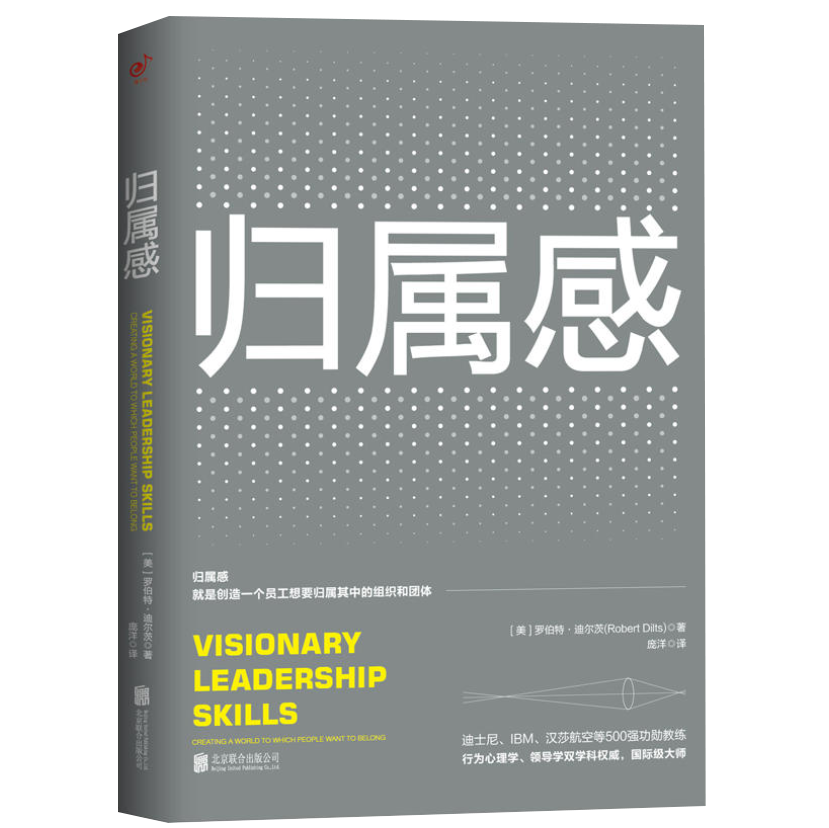 归属感
VISIONARY LEADERSHIP SKILLS
CREATING A WORLD TO WHICH PEOPLE WANT TO BELONG
[美]罗伯特·迪尔茨◎著
庞洋◎译
北京联合出版公司
Beijing United Publishing Co.,Ltd.
归属感
归属感
就是创造一个员工想要归属其中的组织和团体
[美]罗伯特·迪尔茨(Robert Dilts)◎著
庞洋◎译
VISIONARY
LEADERSHIP
SKILLS
CREATING A WORLD TO WHICH PEOPLE WANT TO BELONG
北京联合出版公司
Beijing United Publishing Co.,Ltd.
迪士尼、IBM、汉莎航空等500强功勋教练
行为心理学、领导学双学科权威，国际级大师